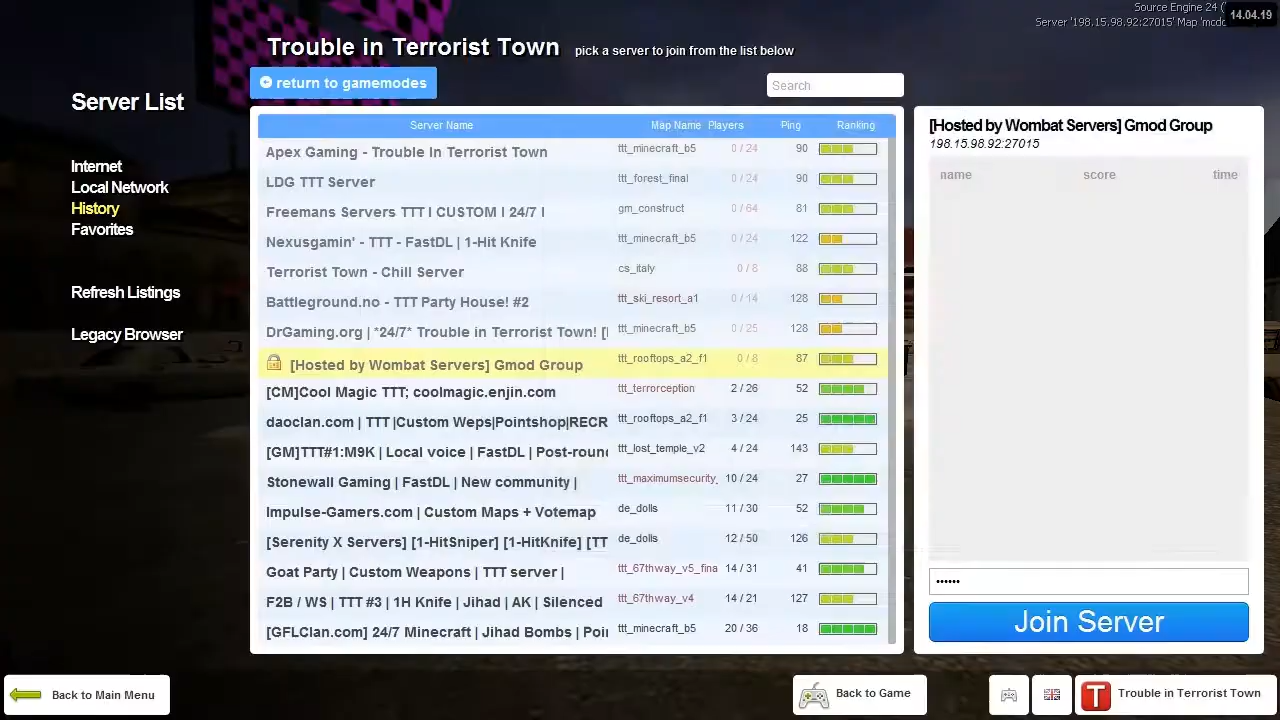 Source Engine 24 (
14.04.19
Server '198.15.98.92:27015' Map 'mcdo
Trouble in Terrorist Town pick a server to join from the list below
return to gamemodes
Search
Server List
Internet
Local Network
History
Favorites
Refresh Listings
Legacy Browser
Server Name Map Name Players Ping Ranking
Apex Gaming - Trouble In Terrorist Town ttt_minecraft_b5 0 / 24 90
LDG TTT Server ttt_forest_final 0 / 24 90
Freemans Servers TTT I CUSTOM I 24/7 I gm_construct 0 / 64 81
Nexusgamin' - TTT - FastDL | 1-Hit Knife ttt_minecraft_b5 0 / 24 122
Terrorist Town - Chill Server cs_italy 0 / 8 88
Battleground.no - TTT Party House! #2 ttt_ski_resort_a1 0 / 14 128
DrGaming.org | *24/7* Trouble in Terrorist Town! [ ttt_minecraft_b5 0 / 25 128
[Hosted by Wombat Servers] Gmod Group ttt_rooftops_a2_f1 0 / 8 87
[CM]Cool Magic TTT; coolmagic.enjin.com ttt_terrorception 2 / 26 52
daoclan.com | TTT |Custom Weps|Pointshop|RECR ttt_rooftops_a2_f1 3 / 24 25
[GM]TTT#1:M9K | Local voice | FastDL | Post-roun ttt_lost_temple_v2 4 / 24 143
Stonewall Gaming | FastDL | New community | ttt_maximumsecurity_ 10 / 24 27
Impulse-Gamers.com | Custom Maps + Votemap de_dolls 11 / 30 52
[Serenity X Servers] [1-HitSniper] [1-HitKnife] [TT de_dolls 12 / 50 126
Goat Party | Custom Weapons | TTT server | ttt_67thway_v5_fina 14 / 31 41
F2B / WS | TTT #3 | 1H Knife | Jihad | AK | Silenced ttt_67thway_v4 14 / 21 127
[GFLClan.com] 24/7 Minecraft | Jihad Bombs | Poi ttt_minecraft_b5 20 / 36 18
[Hosted by Wombat Servers] Gmod Group
198.15.98.92:27015
name score time
••••••
Join Server
Back to Main Menu
Back to Game
T Trouble in Terrorist Town